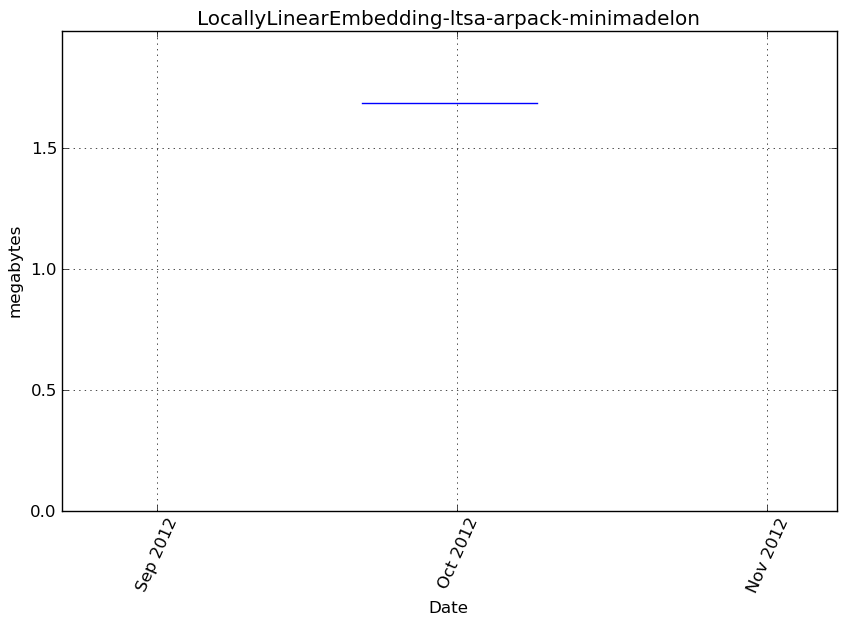 LocallyLinearEmbedding-ltsa-arpack-minimadelon
megabytes
1.5
1.0
0.5
0.0
Sep 2012
Oct 2012
Nov 2012
Date